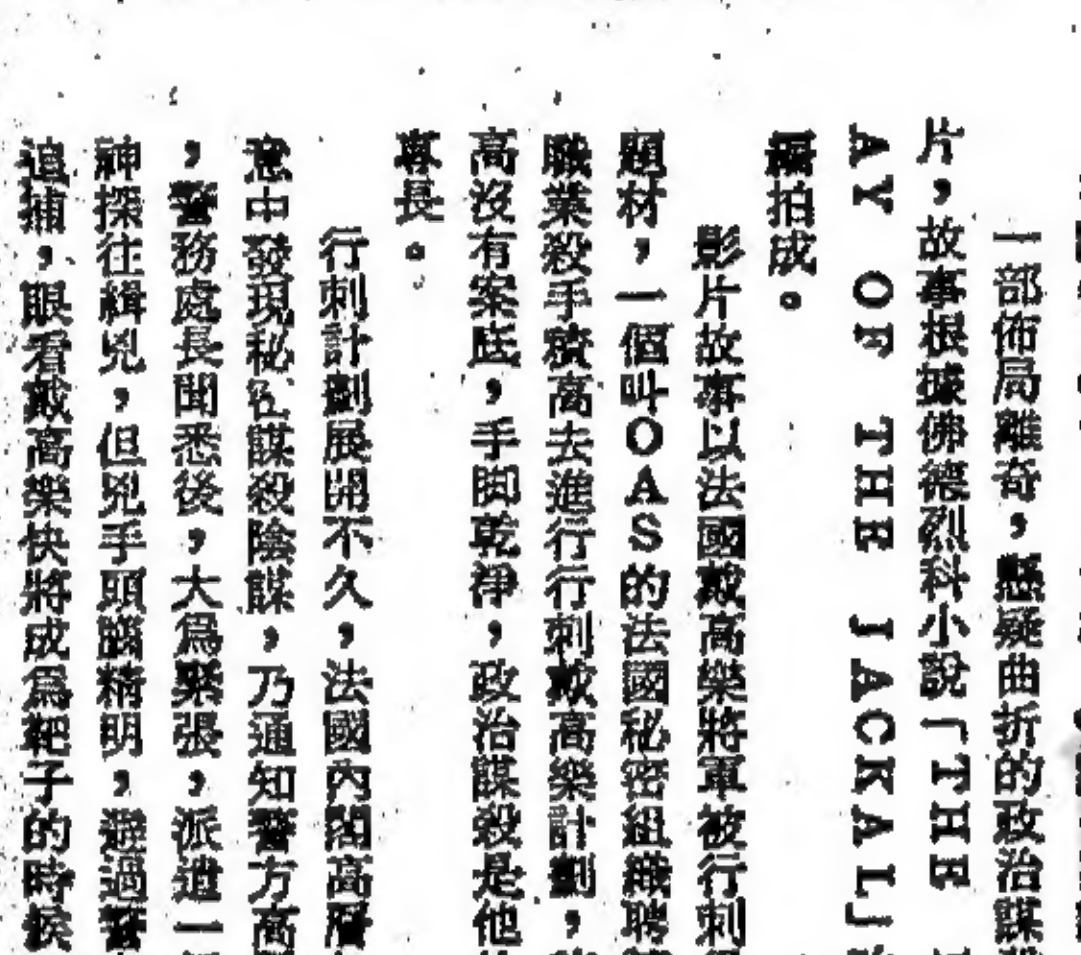 一部佈局離奇，懸疑曲折的政治謀
片，故事根據佛德烈科小說「THE
AY OF THE JACKAL」
編拍成。
影片故事以法國戴高樂將軍被行刺
題材，一個叫OAS的法國秘密組織聘
職業殺手積高去進行行刺戴高樂計劃，
高沒有案底，手脚乾淨，政治謀殺是他
專長。
行刺計劃展開不久，法國內閣高層
意中發現秘密謀殺陰謀，乃通知警方高
，警務處長聞悉後，大爲緊張，派遣一
神探往緝兇，但兇手頭腦精明，避過警
追捕，眼看戴高樂快將成爲靶子的時候